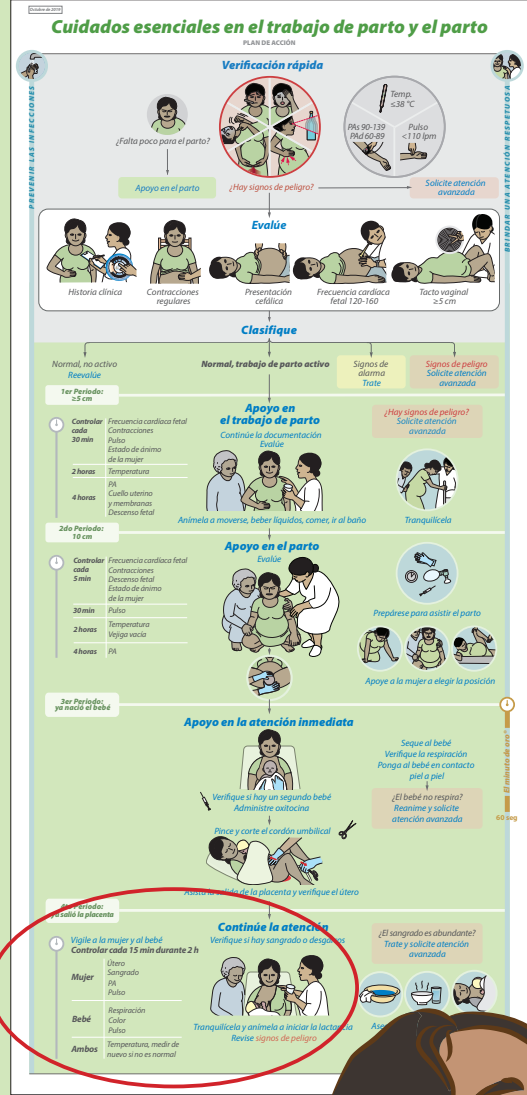 Octubre de 2019
Cuidados esenciales en el trabajo de parto y el parto
PLAN DE ACCIÓN
PREVENIR LAS INFECCIONES
BRINDAR UNA ATENCIÓN RESPETUOSA
Verificación rápida
¿Falta poco para el parto?
Temp.
≤38 °C
PAs 90-139
PAd 60-89
Pulso
<110 lpm
Apoyo en el parto
¿Hay signos de peligro?
Solicite atención
avanzada
Evalúe
Historia clínica
Contracciones
regulares
Presentación
cefálica
Frecuencia cardíaca
fetal 120-160
Tacto vaginal
≥5 cm
Clasifique
Normal, no activo
Reevalúe
Normal, trabajo de parto activo
Signos de
alarma
Trate
Signos de peligro
Solicite atención
avanzada
1er Periodo:
≥5 cm
Controlar
cada
30 min
Frecuencia cardíaca fetal
Contracciones
Pulso
Estado de ánimo
de la mujer
2 horas
Temperatura
4 horas
PA
Cuello uterino
y membranas
Descenso fetal
Apoyo en
el trabajo de parto
Continúe la documentación
Evalúe
Anímela a moverse, beber líquidos, comer, ir al baño
¿Hay signos de peligro?
Solicite atención
avanzada
Tranquilícela
2do Periodo:
10 cm
Controlar
cada
5 min
Frecuencia cardíaca fetal
Contracciones
Descenso fetal
Estado de ánimo
de la mujer
30 min
Pulso
2 horas
Temperatura
Vejiga vacía
4 horas
PA
Apoyo en el parto
Evalúe
Prepárese para asistir el parto
Apoye a la mujer a elegir la posición
3er Periodo:
ya nació el bebé
Apoyo en la atención inmediata
Verifique si hay un segundo bebé
Administre oxitocina
Pince y corte el cordón umbilical
Asista la salida de la placenta y verifique el útero
Seque al bebé
Verifique la respiración
Ponga al bebé en contacto
piel a piel
¿El bebé no respira?
Reanime y solicite
atención avanzada
El minuto de oro®
60 seg
4to Periodo:
ya salió la placenta
Vigile a la mujer y al bebé
Controlar cada 15 min durante 2 h
Mujer
Útero
Sangrado
PA
Pulso
Bebé
Respiración
Color
Pulso
Ambos
Temperatura, medir de
nuevo si no es normal
Continúe la atención
Verifique si hay sangrado o desgarros
Tranquilícela y anímela a iniciar la lactancia
Revise signos de peligro
¿El sangrado es abundante?
Trate y solicite atención
avanzada